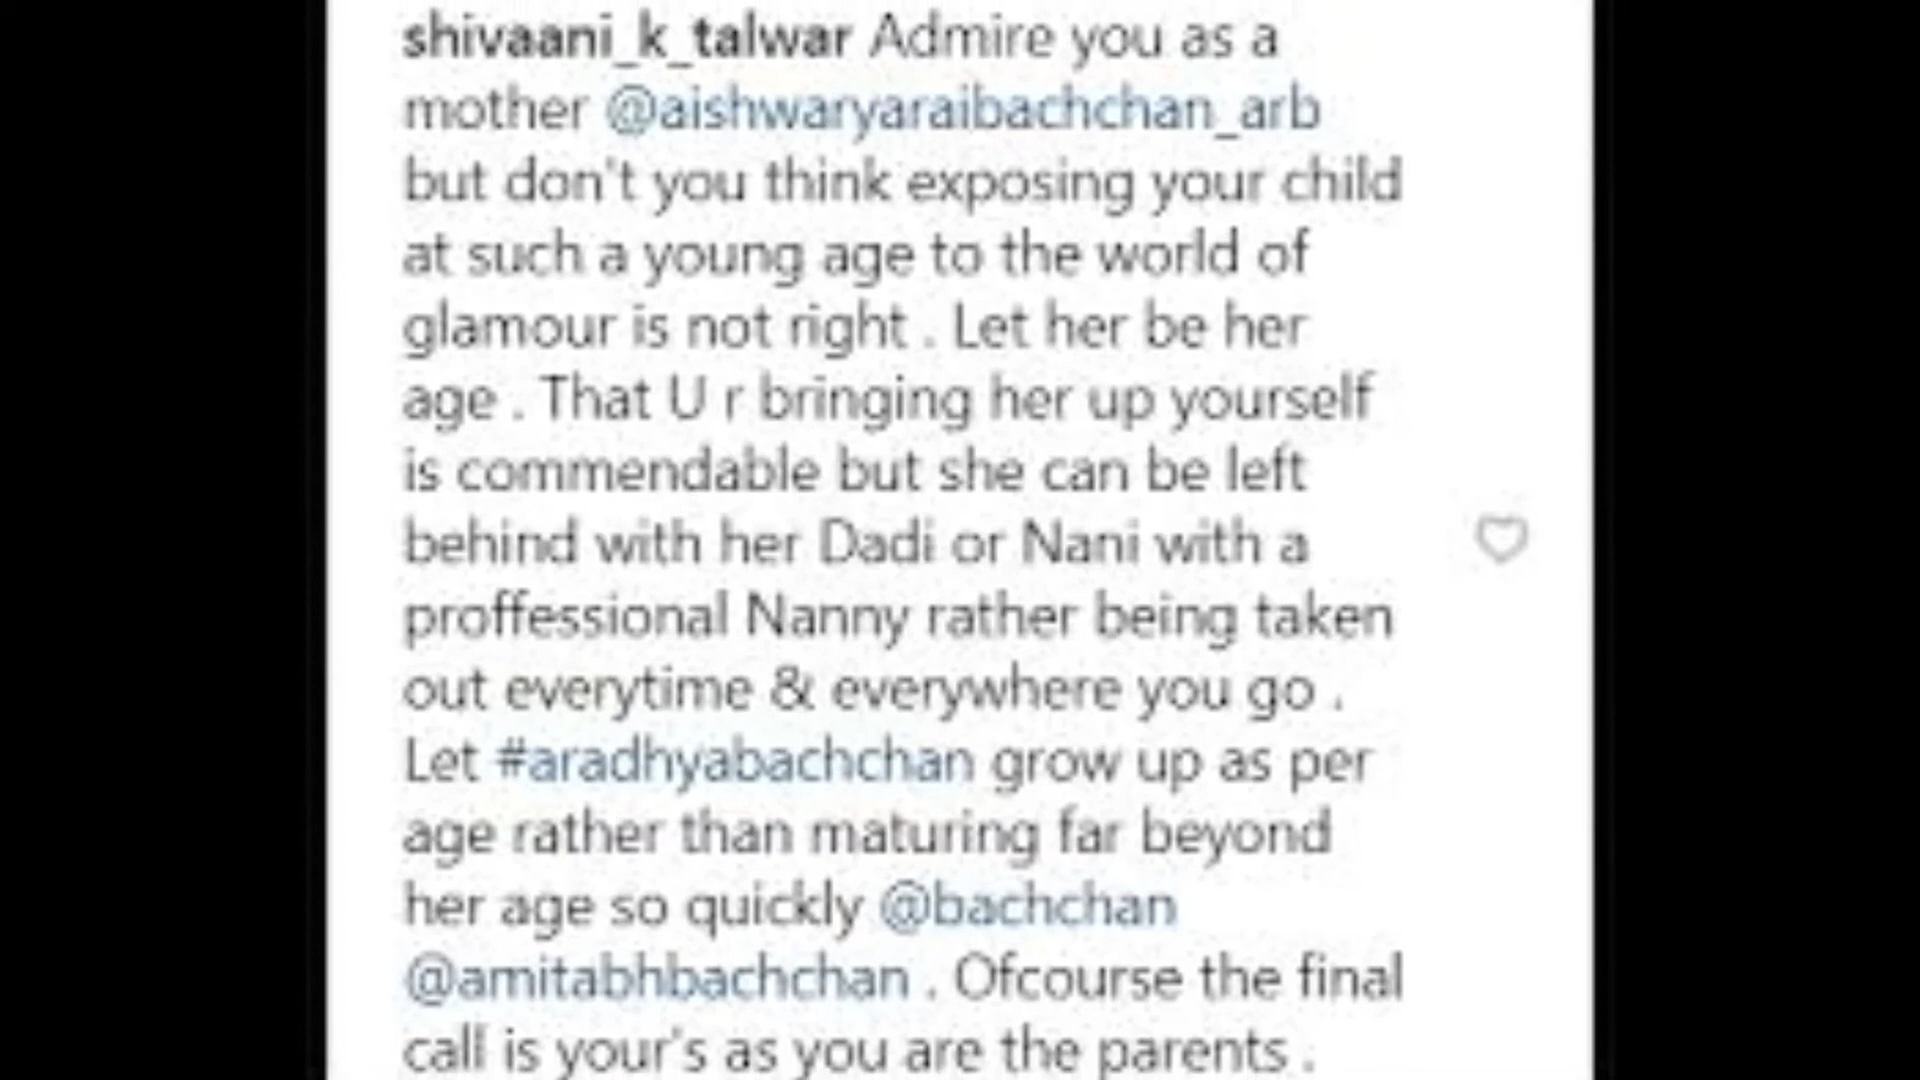 shivaani_k_talwar Admire you as a
mother @aishwaryaraibachchan_arb
but don't you think exposing your child
at such a young age to the world of
glamour is not right . Let her be her
age . That U r bringing her up yourself
is commendable but she can be left
behind with her Dadi or Nani with a
proffessional Nanny rather being taken
out everytime & everywhere you go .
Let #aradhyabachchan grow up as per
age rather than maturing far beyond
her age so quickly @bachchan
@amitabhbachchan . Ofcourse the final
call is your's as you are the parents .